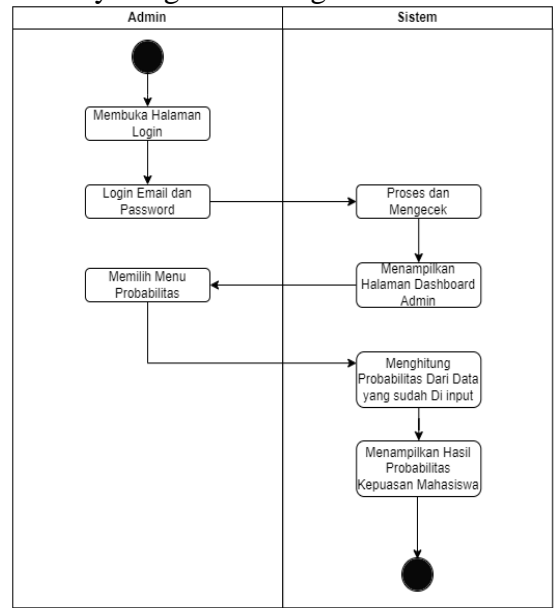 Admin
Sistem
Membuka Halaman
Login
Login Email dan
Password
Proses dan
Mengecek
Menampilkan
Halaman Dashboard
Admin
Memilih Menu
Probabilitas
Menghitung
Probabilitas Dari Data
yang sudah Di input
Menampilkan Hasil
Probabilitas
Kepuasan Mahasiswa